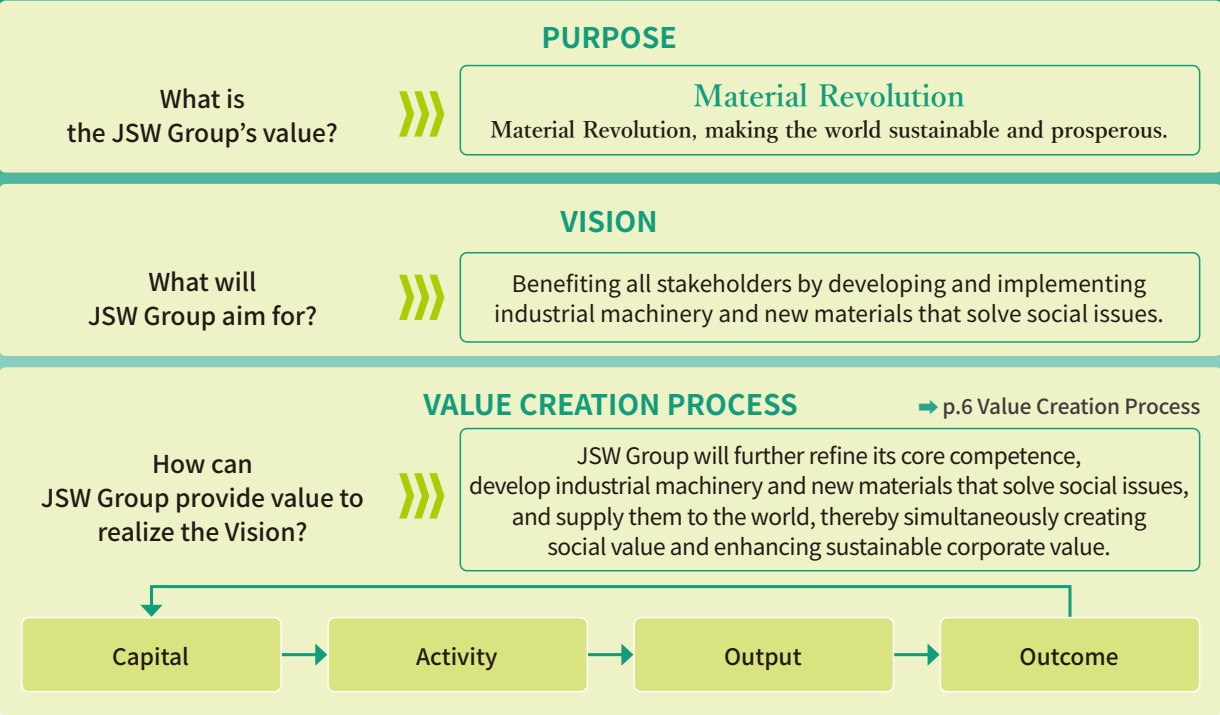 PURPOSE
What is
the JSW Group’s value?
Material Revolution
Material Revolution, making the world sustainable and prosperous.
VISION
What will
JSW Group aim for?
Benefiting all stakeholders by developing and implementing
industrial machinery and new materials that solve social issues.
VALUE CREATION PROCESS
p.6 Value Creation Process
How can
JSW Group provide value to
realize the Vision?
JSW Group will further refine its core competence,
develop industrial machinery and new materials that solve social issues,
and supply them to the world, thereby simultaneously creating
social value and enhancing sustainable corporate value.
Capital
Activity
Output
Outcome